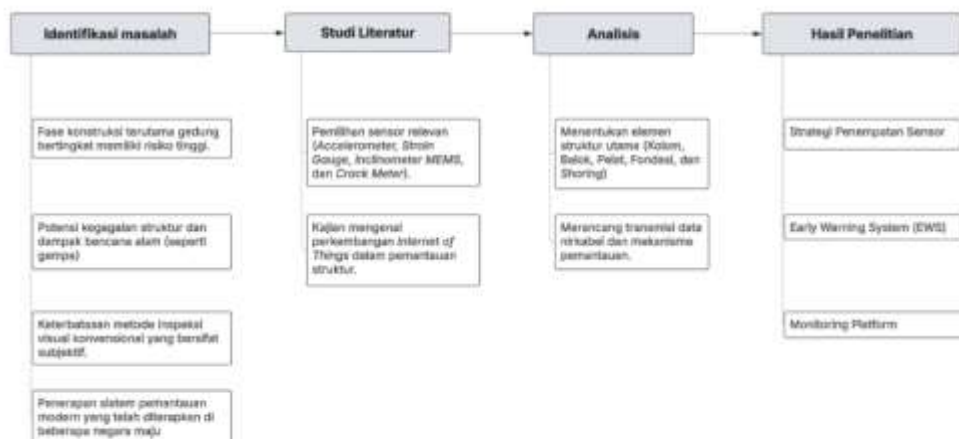 Identifikasi masalah
Fase konstruksi terutama gedung
bertingkat memiliki risiko tinggi.
Potensi kegagalan struktur dan
dampak bencana alam (seperti
gempa)
Keterbatasan metode inspeksi
visual konvensional yang bersifat
subjektif.
Penerapan sistem pemantauan
modern yang telah diterapkan di
beberapa negara maju
Studi Literatur
Pemilihan sensor relevan
(Accelerometer, Strain
Gauge, Inclinometer MEMS,
dan Crack Meter).
Kajian mengenai
perkembangan Internet of
Things dalam pemantauan
struktur.
Analisis
Menentukan elemen
struktur utama (Kolom,
Balok, Pelat, Fondasi, dan
Shoring)
Merancang transmisi data
nirkabel dan mekanisme
pemantauan.
Hasil Penelitian
Strategi Penempatan Sensor
Early Warning System (EWS)
Monitoring Platform